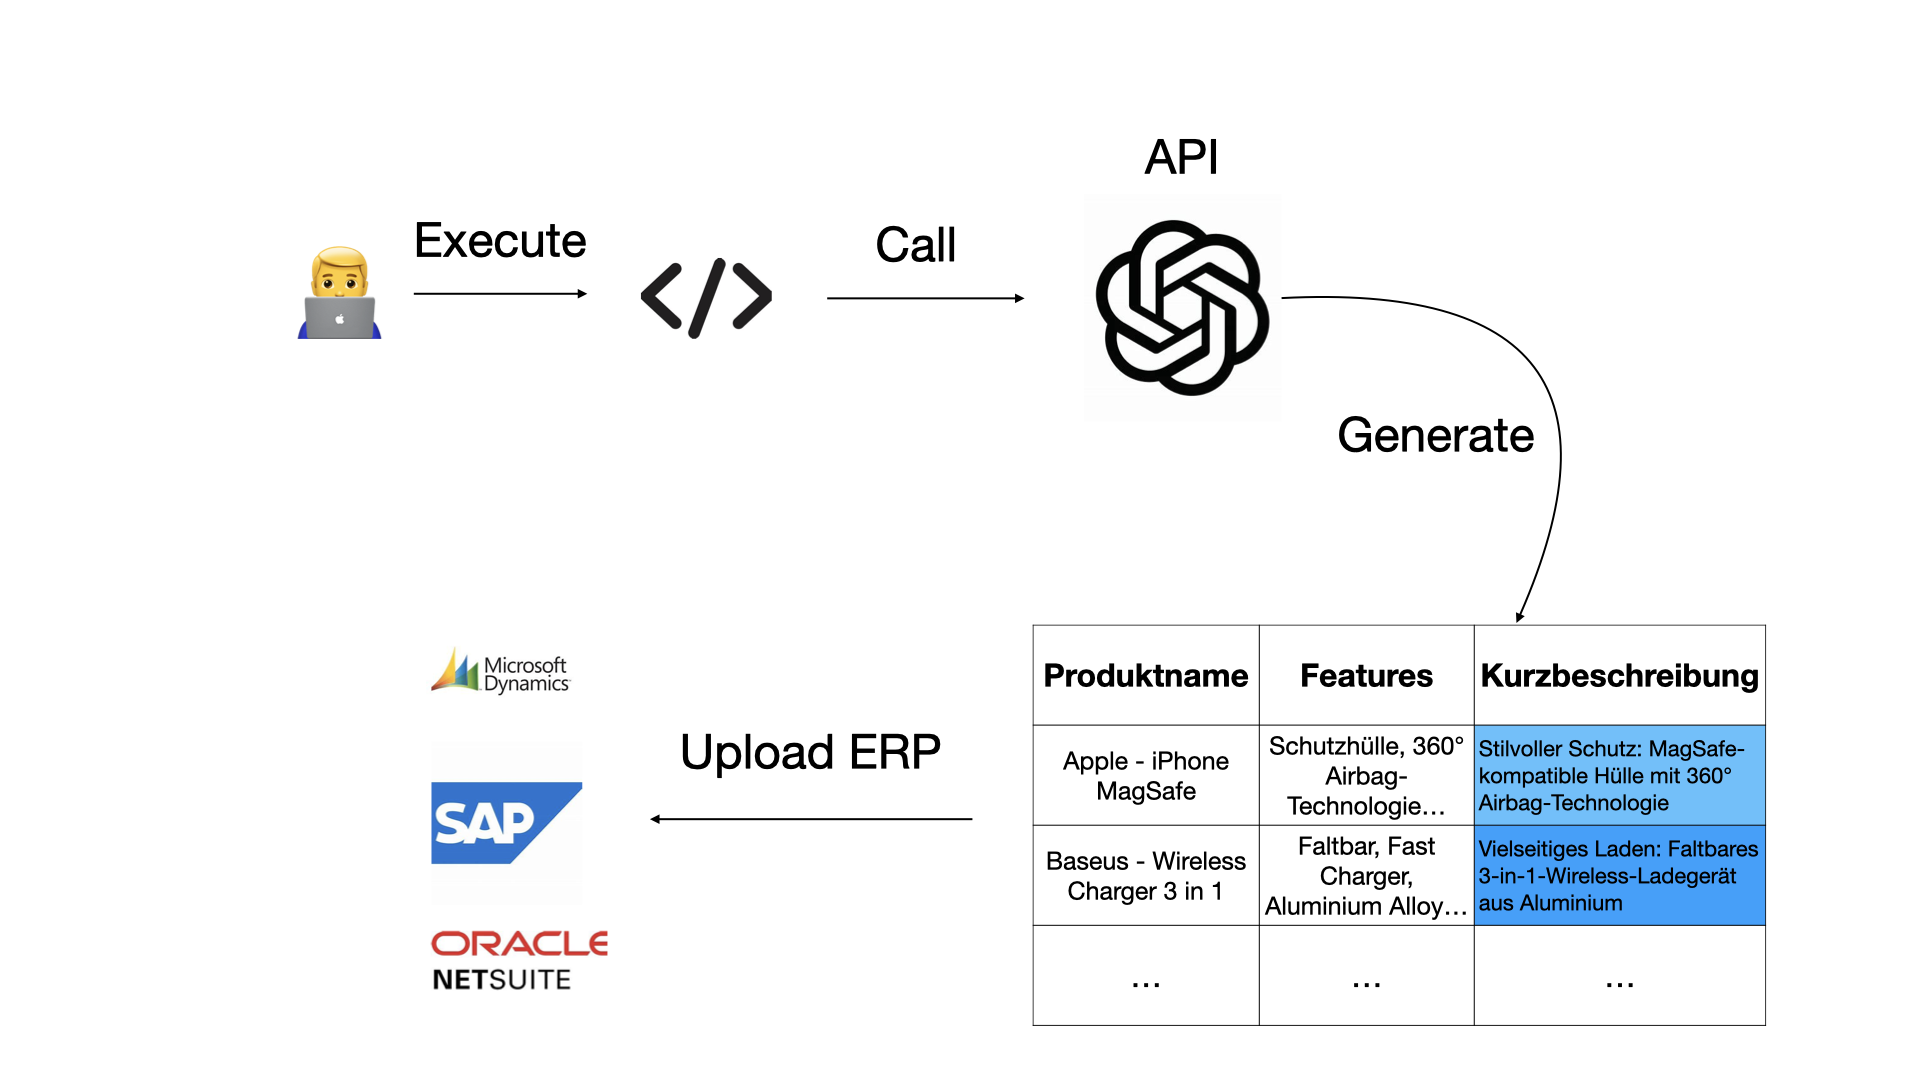 API
Execute
Call
Generate
Microsoft
Dynamics
SAP
ORACLE
NETSUITE
Upload ERP
Produktname Features Kurzbeschreibung
Apple - iPhone
MagSafe
Schutzhülle, 360°
Airbag-
Technologie...
Stilvoller Schutz: MagSafe-
kompatible Hülle mit 360°
Airbag-Technologie
Baseus - Wireless
Charger 3 in 1
Faltbar, Fast
Charger,
Aluminium Alloy...
Vielseitiges Laden: Faltbares
3-in-1-Wireless-Ladegerät
aus Aluminium
... ... ...